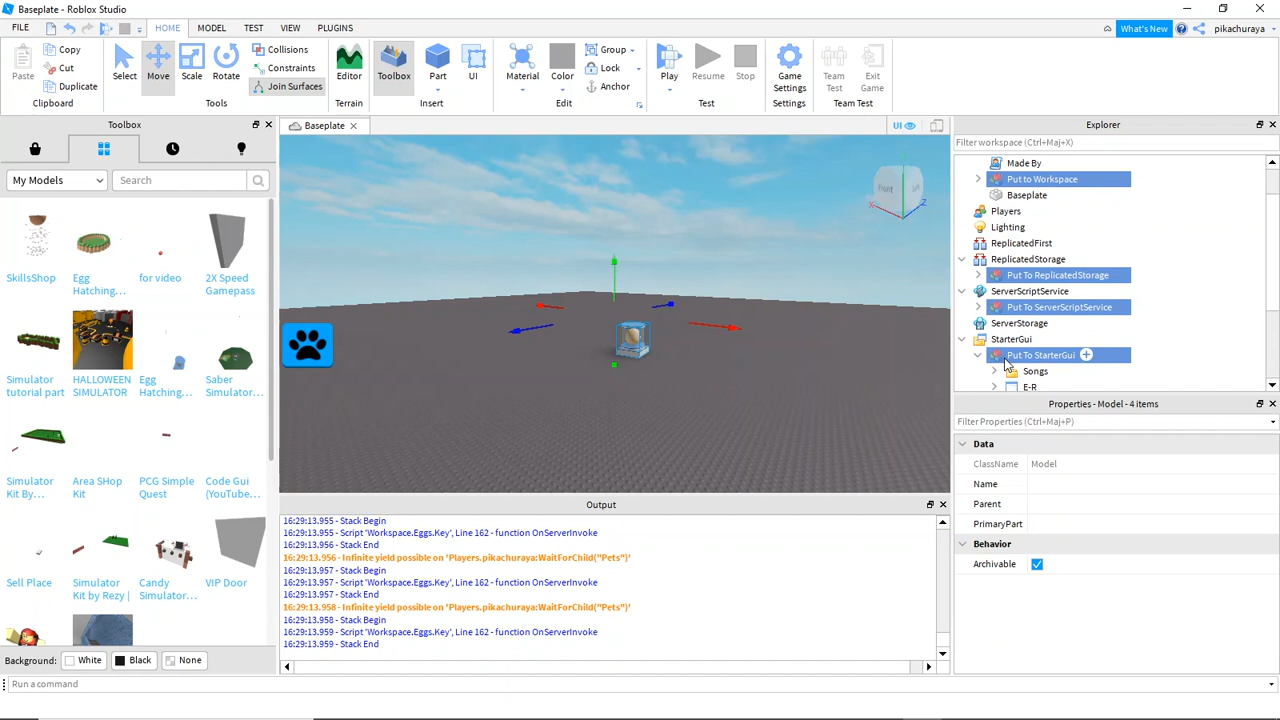 Baseplate - Roblox Studio
FILE
HOME
MODEL
TEST
VIEW
PLUGINS
What's New
pikachuraya
Paste
Copy
Cut
Duplicate
Clipboard
Select
Move
Scale
Rotate
Collisions
Constraints
Join Surfaces
Tools
Editor
Terrain
Toolbox
Part
UI
Insert
Material
Color
Group
Lock
Anchor
Edit
Play
Resume
Stop
Test
Game
Settings
Settings
Team
Test
Exit
Game
Team Test
Toolbox
My Models
Search
SkillsShop
Egg
Hatching...
for video
2X Speed
Gamepass
Simulator
tutorial part
HALLOWEEN
SIMULATOR
Egg
Hatching...
Saber
Simulator...
Simulator
Kit By...
Area SHop
Kit
PCG Simple
Quest
Code Gui
(YouTube...
Sell Place
Simulator
Kit by Rezy |
Candy
Simulator...
VIP Door
Background:
White
Black
None
Baseplate
UI
Front
Left
X
Z
Output
16:29:13.955 - Stack Begin
16:29:13.955 - Script 'Workspace.Eggs.Key', Line 162 - function OnServerInvoke
16:29:13.956 - Stack End
16:29:13.956 - Infinite yield possible on 'Players.pikachuraya:WaitForChild("Pets")'
16:29:13.957 - Stack Begin
16:29:13.957 - Script 'Workspace.Eggs.Key', Line 162 - function OnServerInvoke
16:29:13.957 - Stack End
16:29:13.958 - Infinite yield possible on 'Players.pikachuraya:WaitForChild("Pets")'
16:29:13.958 - Stack Begin
16:29:13.959 - Script 'Workspace.Eggs.Key', Line 162 - function OnServerInvoke
16:29:13.959 - Stack End
Explorer
Filter workspace (Ctrl+Maj+X)
Made By
Put to Workspace
Baseplate
Players
Lighting
ReplicatedFirst
ReplicatedStorage
Put To ReplicatedStorage
ServerScriptService
Put To ServerScriptService
ServerStorage
StarterGui
Put To StarterGui
Songs
E-R
Properties - Model - 4 items
Filter Properties (Ctrl+Maj+P)
Data
ClassName
Model
Name
Parent
PrimaryPart
Behavior
Archivable
Run a command